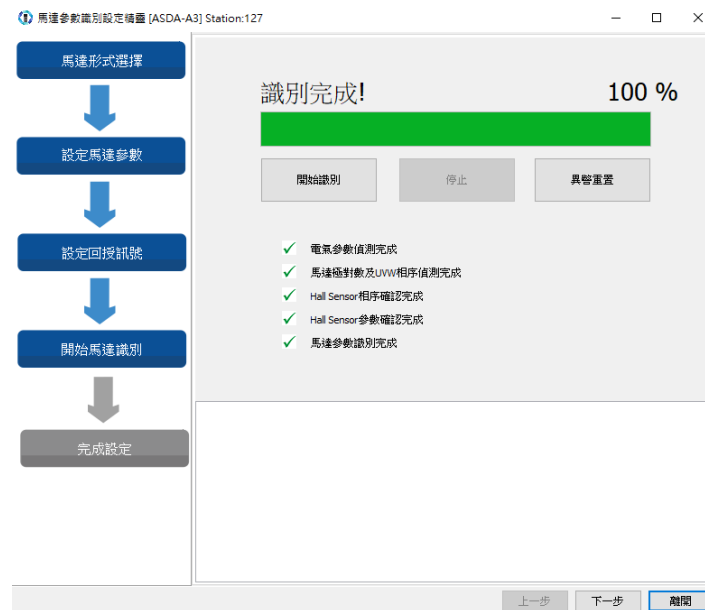 馬達參數識別設定精靈 [ASDA-A3] Station:127
馬達形式選擇
設定馬達參數
設定回授訊號
開始馬達識別
完成設定
識別完成!
100 %
開始識別
停止
異警重置
電氣參數偵測完成
馬達極對數及UVW相序偵測完成
Hall Sensor相序確認完成
Hall Sensor參數確認完成
馬達參數識別完成
上一步
下一步
離開